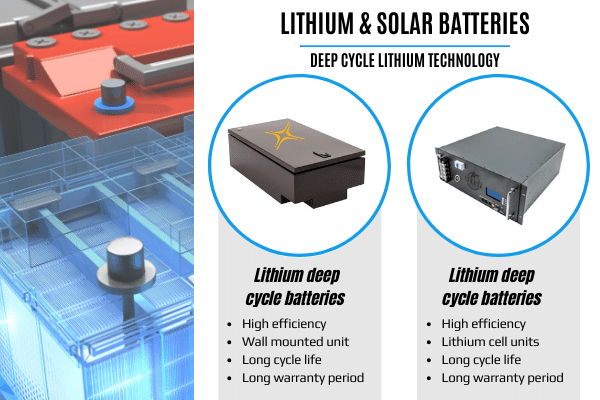 LITHIUM & SOLAR BATTERIES
DEEP CYCLE LITHIUM TECHNOLOGY
Lithium deep
cycle batteries
• High efficiency
• Wall mounted unit
• Long cycle life
• Long warranty period
Lithium deep
cycle batteries
• High efficiency
• Lithium cell units
• Long cycle life
• Long warranty period